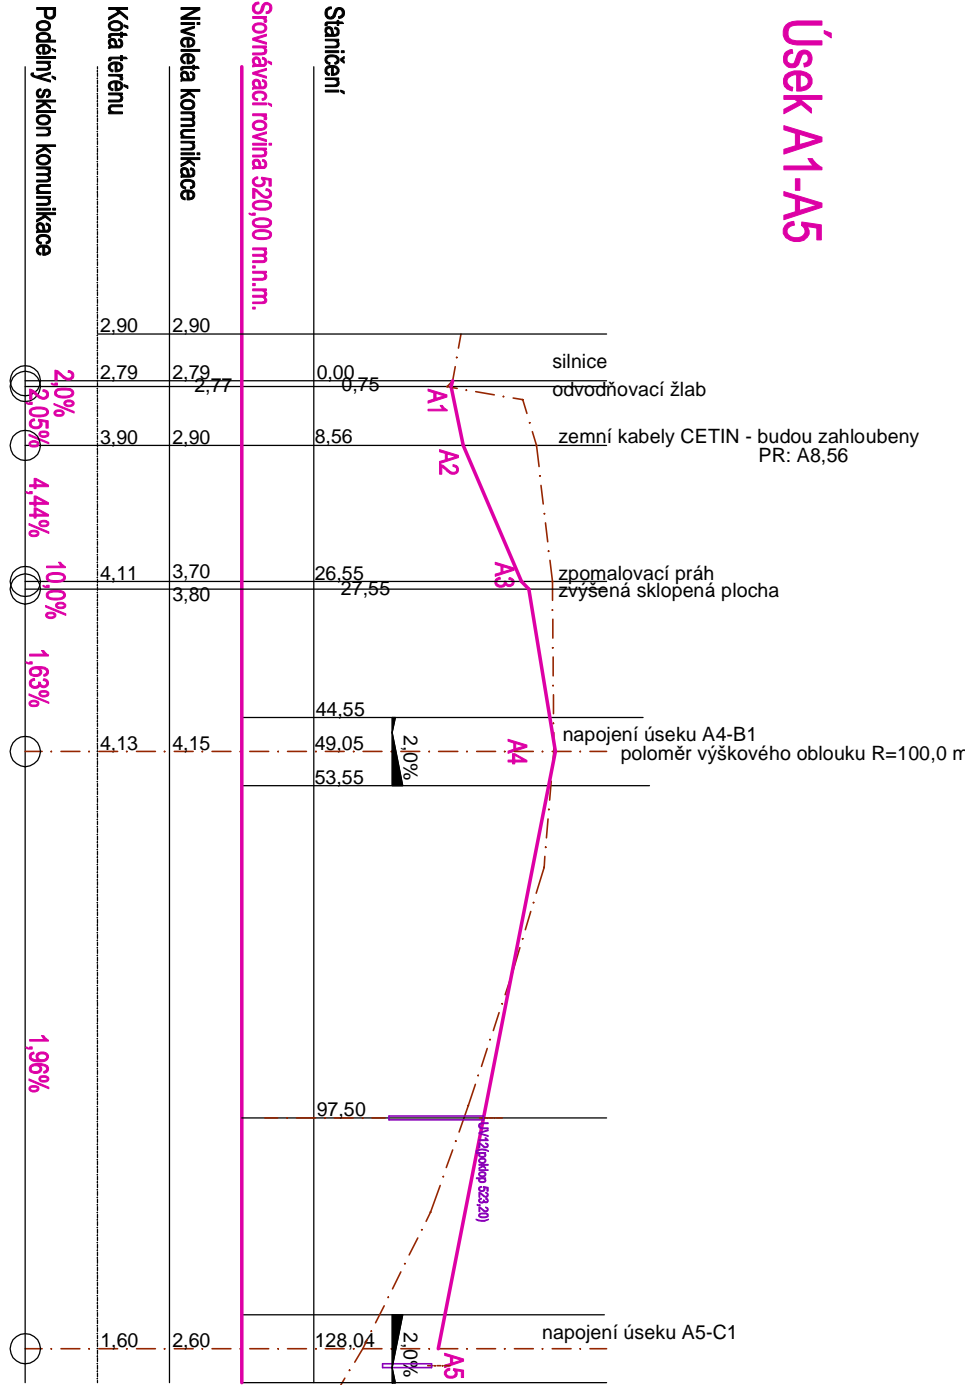 Úsek A1-A5
Podélný sklon komunikace
Kóta terénu
Niveleta komunikace
Srovnávací rovina 520,00 m.n.m.
Staničení
2,90 2,90
silnice
2,79 2,79 0,00
2,77 0,75 odvodňovací žlab
2,0%
A1
2,05%
3,90 2,90 8,56 zemní kabely CETIN - budou zahloubeny
PR: A8,56
A2
4,44%
4,11 3,70 26,55 zpomalovací práh
3,80 27,55 zvýšená sklopená plocha
10,0%
A3
1,63%
44,55
napojení úseku A4-B1
4,13 4,15 49,05 2,0% A4 poloměr výškového oblouku R=100,0 m
53,55
1,96%
97,50
UV12(poklop 523,20)
napojení úseku A5-C1
1,60 2,60 128,04 2,0%
A5